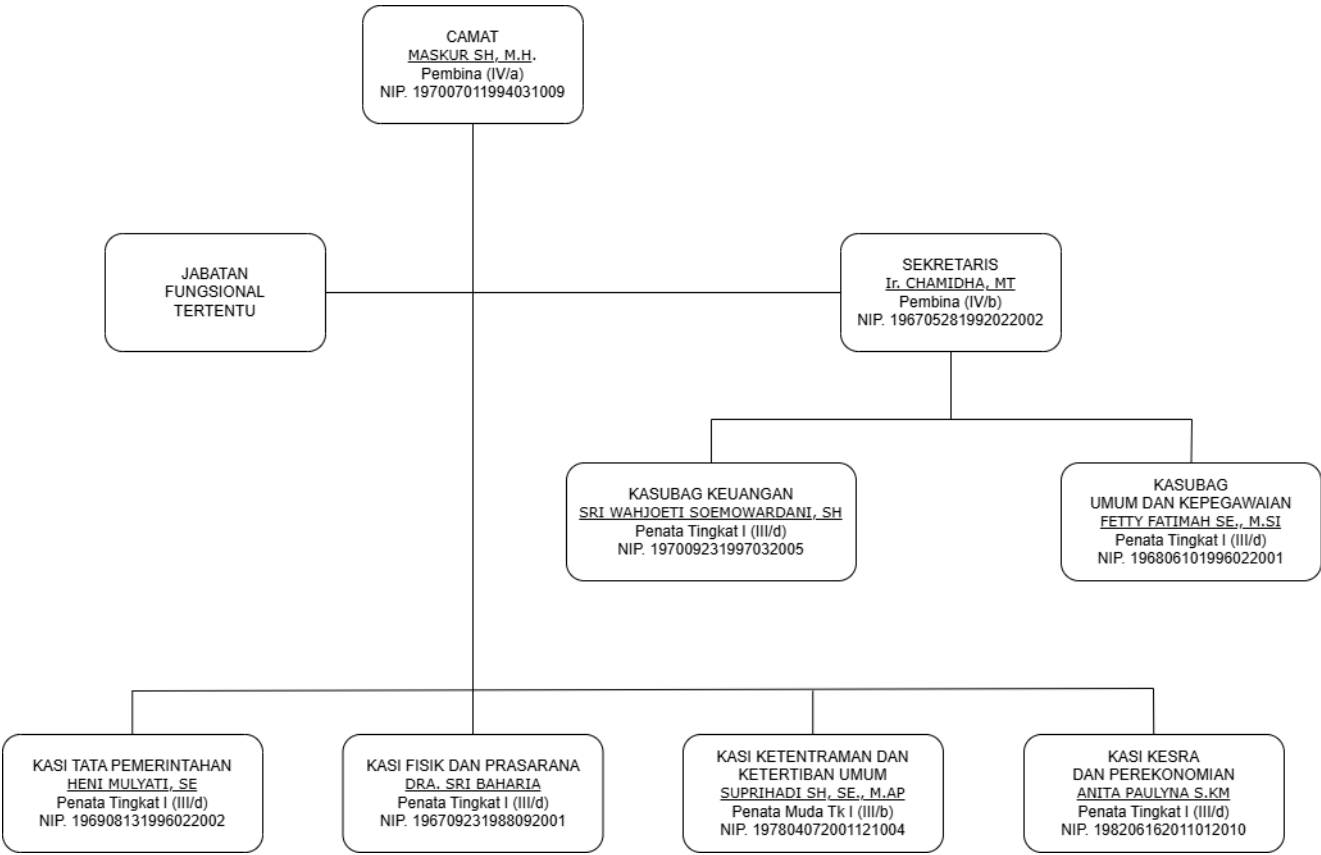 CAMAT
MASKUR SH, M.H.
Pembina (IV/a)
NIP. 197007011994031009
JABATAN
FUNGSIONAL
TERTENTU
SEKRETARIS
Ir. CHAMIDHA, MT
Pembina (IV/b)
NIP. 196705281992022002
KASUBAG KEUANGAN
SRI WAHJOETI SOEMOWARDANI, SH
Penata Tingkat I (III/d)
NIP. 197009231997032005
KASUBAG
UMUM DAN KEPEGAWAIAN
FETTY FATIMAH SE., M.SI
Penata Tingkat I (III/d)
NIP. 196806101996022001
KASI TATA PEMERINTAHAN
HENI MULYATI, SE
Penata Tingkat I (III/d)
NIP. 196908131996022002
KASI FISIK DAN PRASARANA
DRA. SRI BAHARIA
Penata Tingkat I (III/d)
NIP. 196709231988092001
KASI KETENTRAMAN DAN
KETERTIBAN UMUM
SUPRIHADI SH, SE., M.AP
Penata Muda Tk I (III/b)
NIP. 197804072001121004
KASI KESRA
DAN PEREKONOMIAN
ANITA PAULYNA S.KM
Penata Tingkat I (III/d)
NIP. 198206162011012010